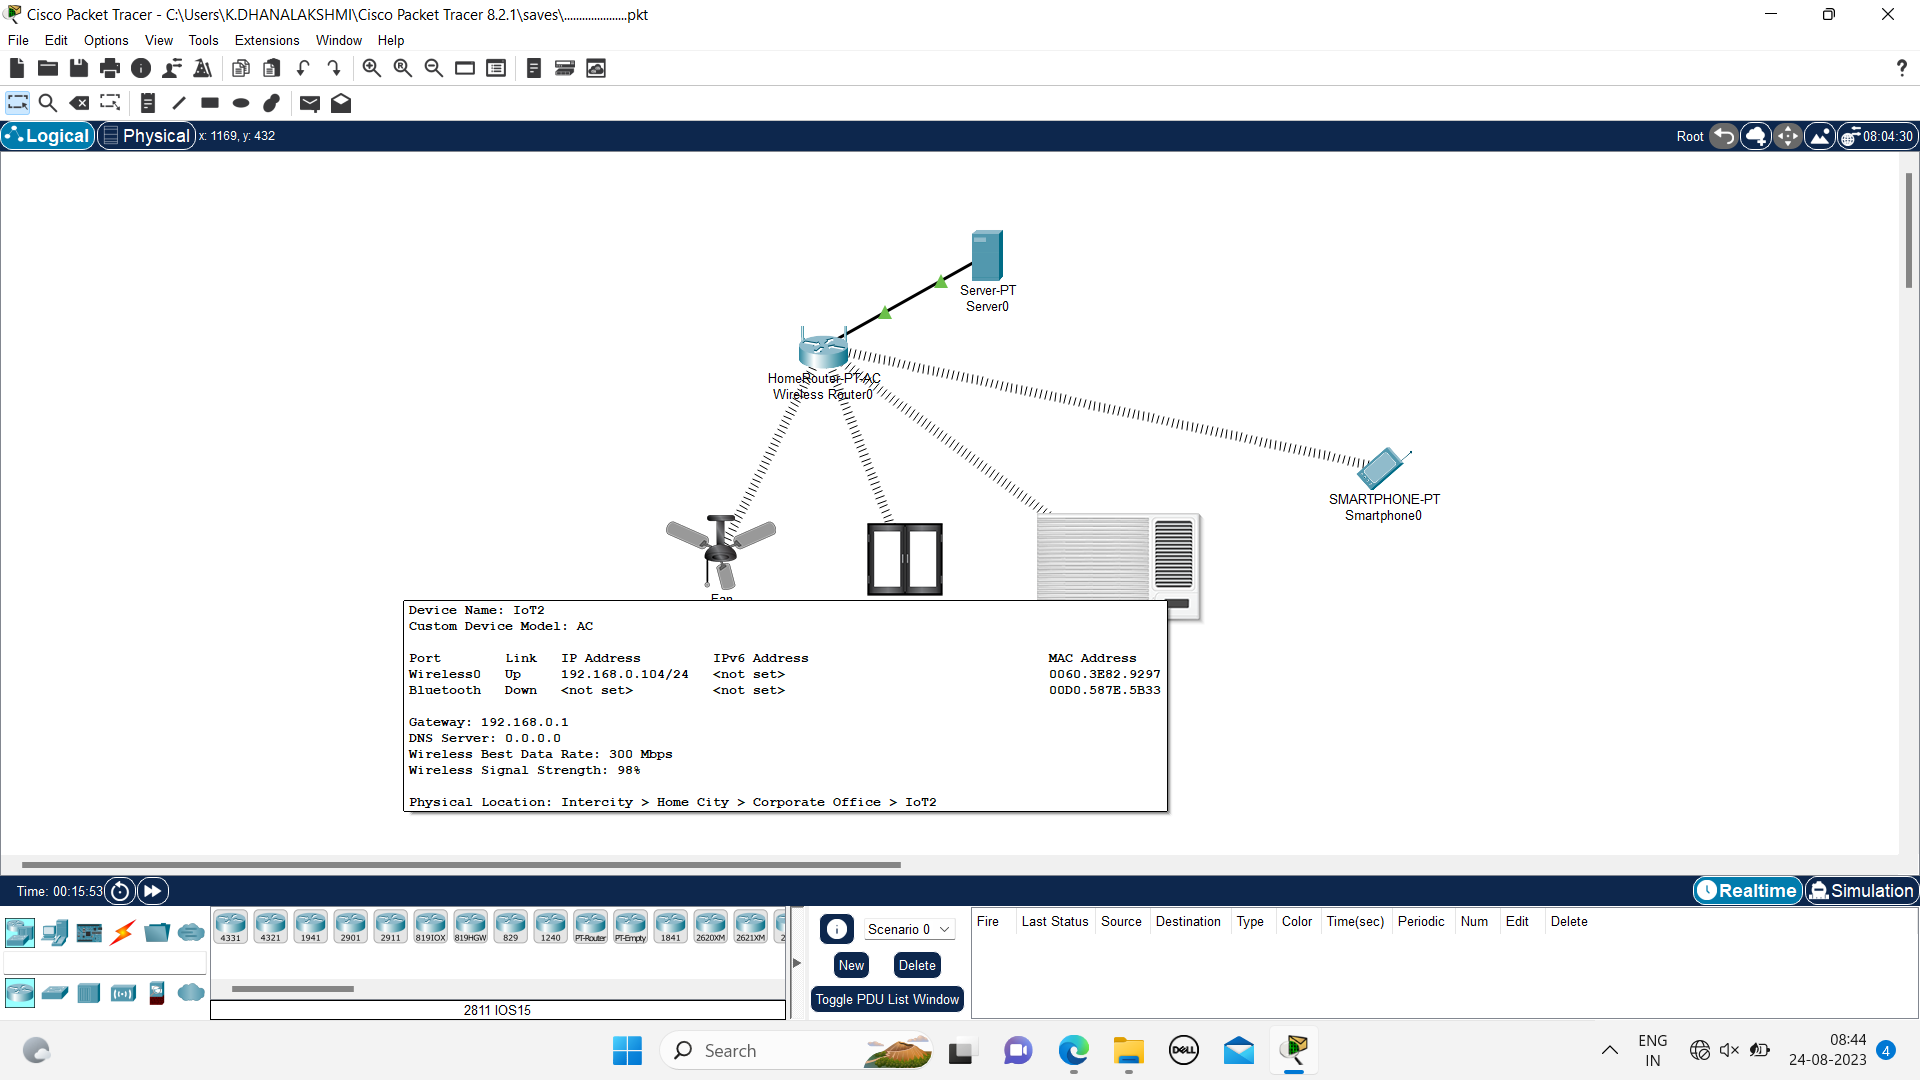 Cisco Packet Tracer - C:\Users\K.DHANALAKSHMI\Cisco Packet Tracer 8.2.1\saves\.....................pkt
File Edit Options View Tools Extensions Window Help
?
Logical Physical x: 1169, y: 432 Root 08:04:30
Server-PT
Server0
HomeRouter-PT-AC
Wireless Router0
SMARTPHONE-PT
Smartphone0
Fan
Device Name: IoT2
Custom Device Model: AC
Port Link IP Address IPv6 Address MAC Address
Wireless0 Up 192.168.0.104/24 <not set> 0060.3E82.9297
Bluetooth Down <not set> <not set> 00D0.587E.5B33
Gateway: 192.168.0.1
DNS Server: 0.0.0.0
Wireless Best Data Rate: 300 Mbps
Wireless Signal Strength: 98%
Physical Location: Intercity > Home City > Corporate Office > IoT2
Time: 00:15:53 Realtime Simulation
4331 4321 1941 2901 2911 819IOX 819HGW 829 1240 PT-Router PT-Empty 1841 2620XM 2621XM 2
2811 IOS15
Scenario 0
New Delete
Toggle PDU List Window
Fire Last Status Source Destination Type Color Time(sec) Periodic Num Edit Delete
Search
DELL
ENG
IN
08:44
24-08-2023
4